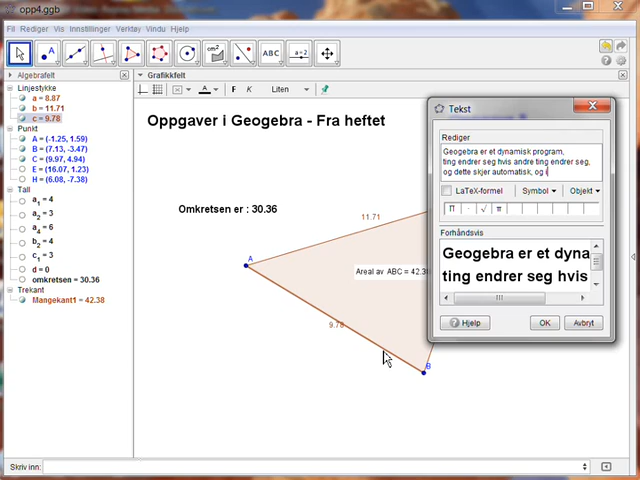 opp4.ggb
Fil Rediger Vis Innstillinger Verktøy Vindu Hjelp
A
ABC
a=2
cm²
Algebrafelt
Grafikkfelt
F K Liten
Linjestykke
a = 8.87
b = 11.71
c = 9.78
Punkt
A = (-1.25, 1.59)
B = (7.13, -3.47)
C = (9.97, 4.94)
E = (16.07, 1.23)
H = (6.08, -7.38)
Tall
a₁ = 4
a₂ = 3
a₄ = 6
b₂ = 4
c₁ = 3
d = 0
omkretsen = 30.36
Trekant
Mangekant1 = 42.38
Oppgaver i Geogebra - Fra heftet
Omkretsen er : 30.36
11.71
A
Areal av ABC = 42.38
9.78
B
Tekst
Rediger
Geogebra er et dynamisk program,
ting endrer seg hvis andre ting endrer seg,
og dette skjer automatisk, og i
LaTeX-formel Symbol Objekt
Π · √ π
Forhåndsvis
Geogebra er et dyna
ting endrer seg hvis
Hjelp OK Avbryt
Skriv inn: